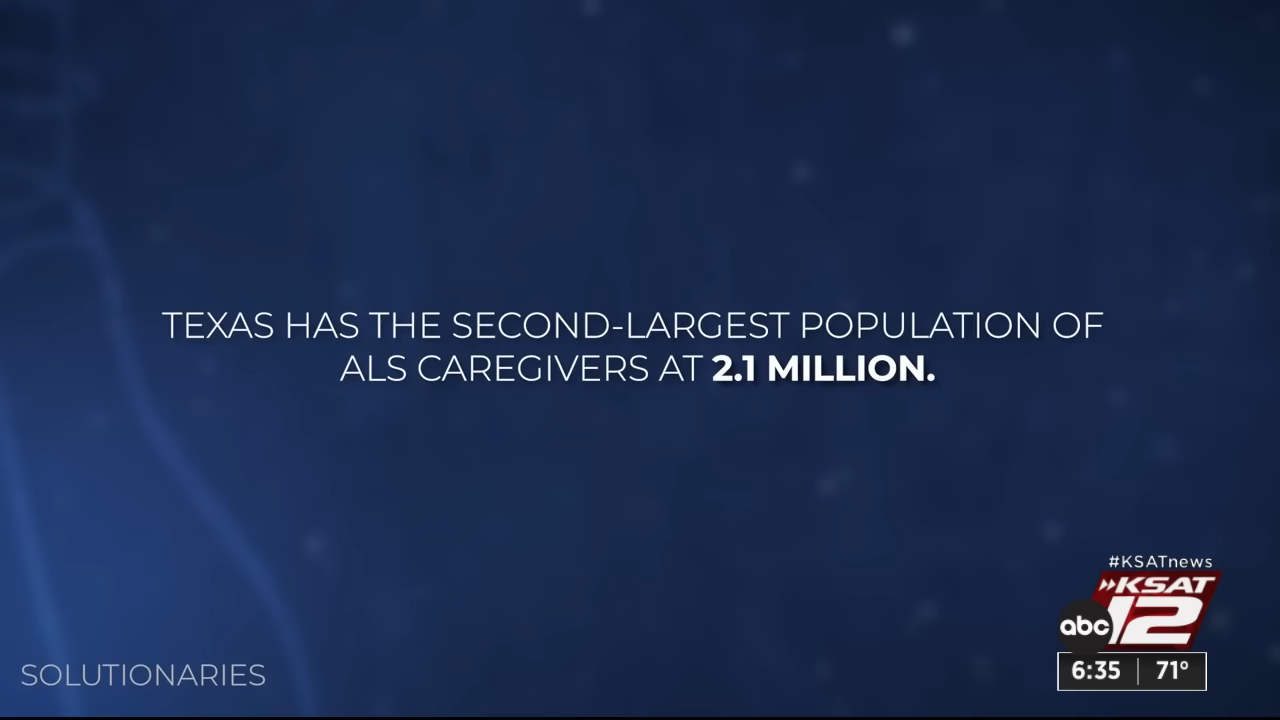 TEXAS HAS THE SECOND-LARGEST POPULATION OF
ALS CAREGIVERS AT 2.1 MILLION.
#KSATnews
KSAT
abc 12
6:35 71°
SOLUTIONARIES